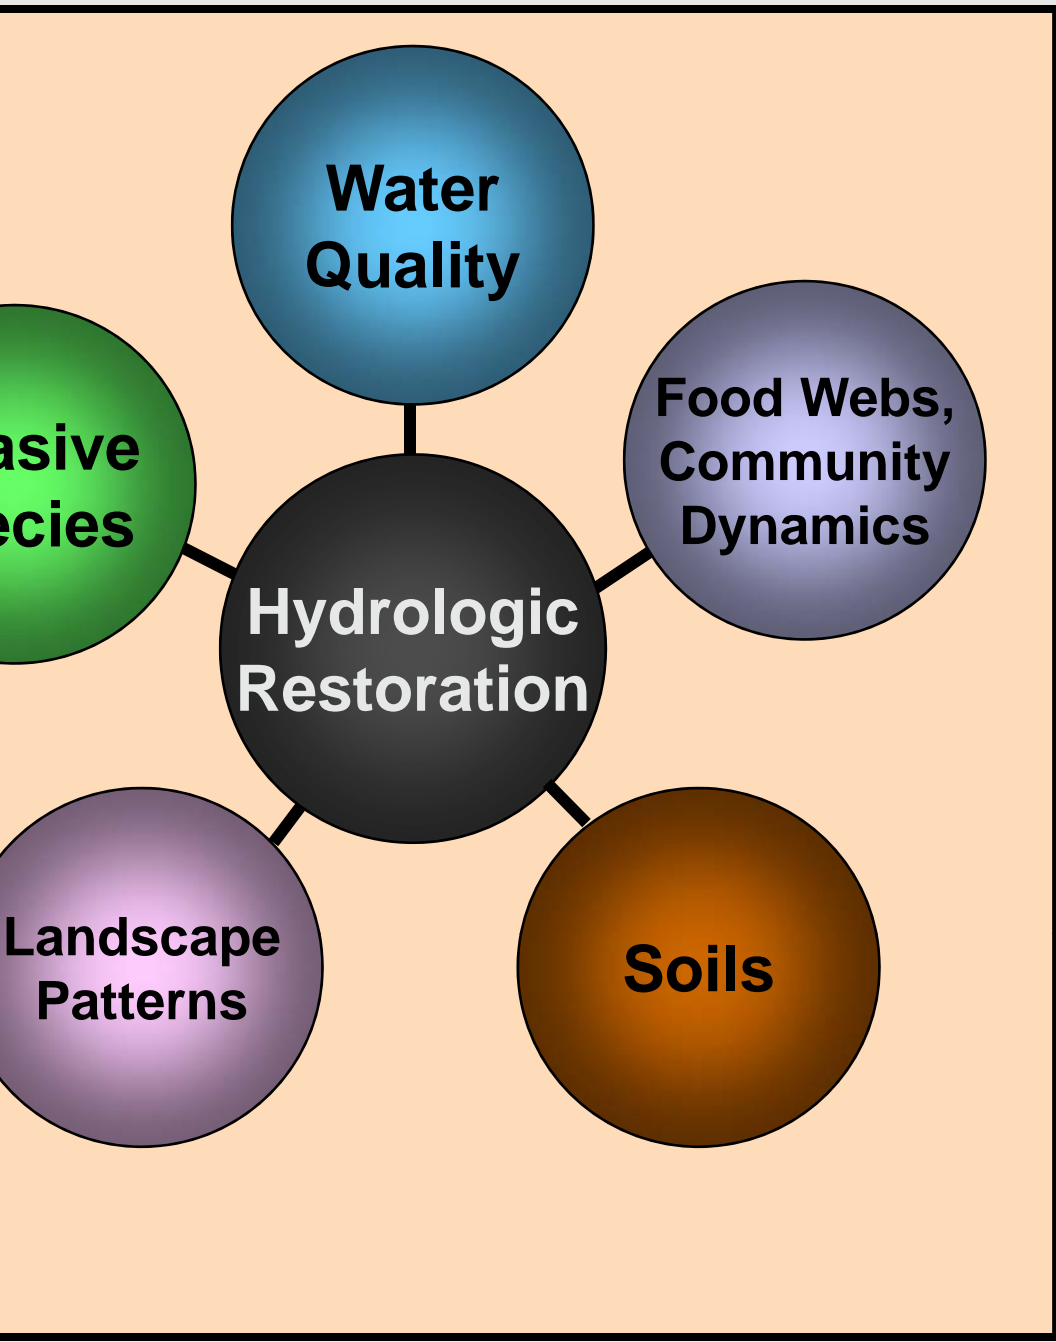 Water
Quality
Food Webs,
Community
Dynamics
asive
ecies
Hydrologic
Restoration
Landscape
Patterns
Soils